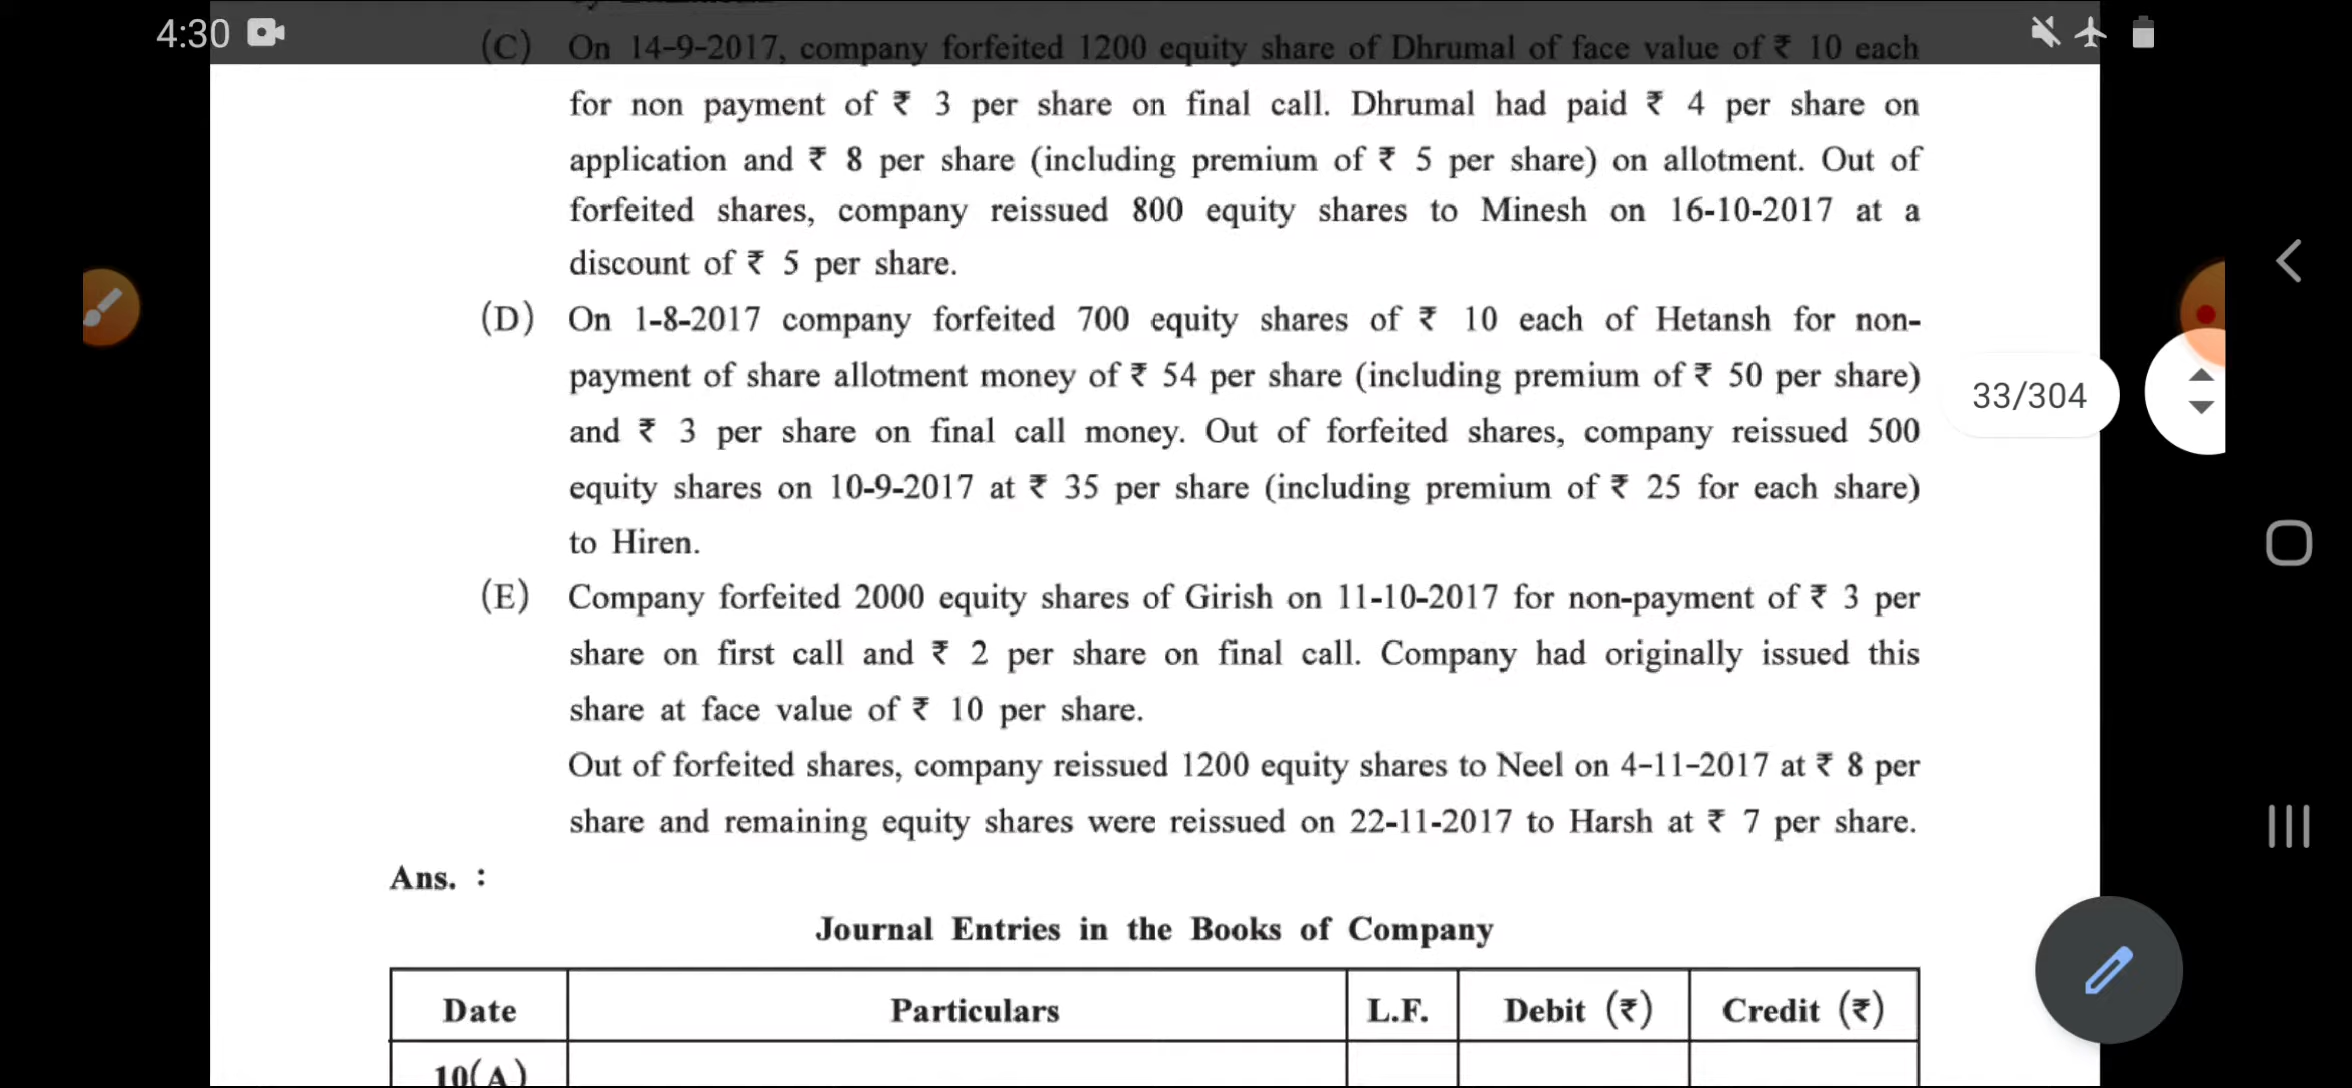 4:30
(C) On 14-9-2017, company forfeited 1200 equity share of Dhrumal of face value of ₹ 10 each
for non payment of ₹ 3 per share on final call. Dhrumal had paid ₹ 4 per share on
application and ₹ 8 per share (including premium of ₹ 5 per share) on allotment. Out of
forfeited shares, company reissued 800 equity shares to Minesh on 16-10-2017 at a
discount of ₹ 5 per share.
(D) On 1-8-2017 company forfeited 700 equity shares of ₹ 10 each of Hetansh for non-
payment of share allotment money of ₹ 54 per share (including premium of ₹ 50 per share)
and ₹ 3 per share on final call money. Out of forfeited shares, company reissued 500
equity shares on 10-9-2017 at ₹ 35 per share (including premium of ₹ 25 for each share)
to Hiren.
33/304
(E) Company forfeited 2000 equity shares of Girish on 11-10-2017 for non-payment of ₹ 3 per
share on first call and ₹ 2 per share on final call. Company had originally issued this
share at face value of ₹ 10 per share.
Out of forfeited shares, company reissued 1200 equity shares to Neel on 4-11-2017 at ₹ 8 per
share and remaining equity shares were reissued on 22-11-2017 to Harsh at ₹ 7 per share.
Ans. :
Journal Entries in the Books of Company
Date Particulars L.F. Debit (₹) Credit (₹)
10(A)